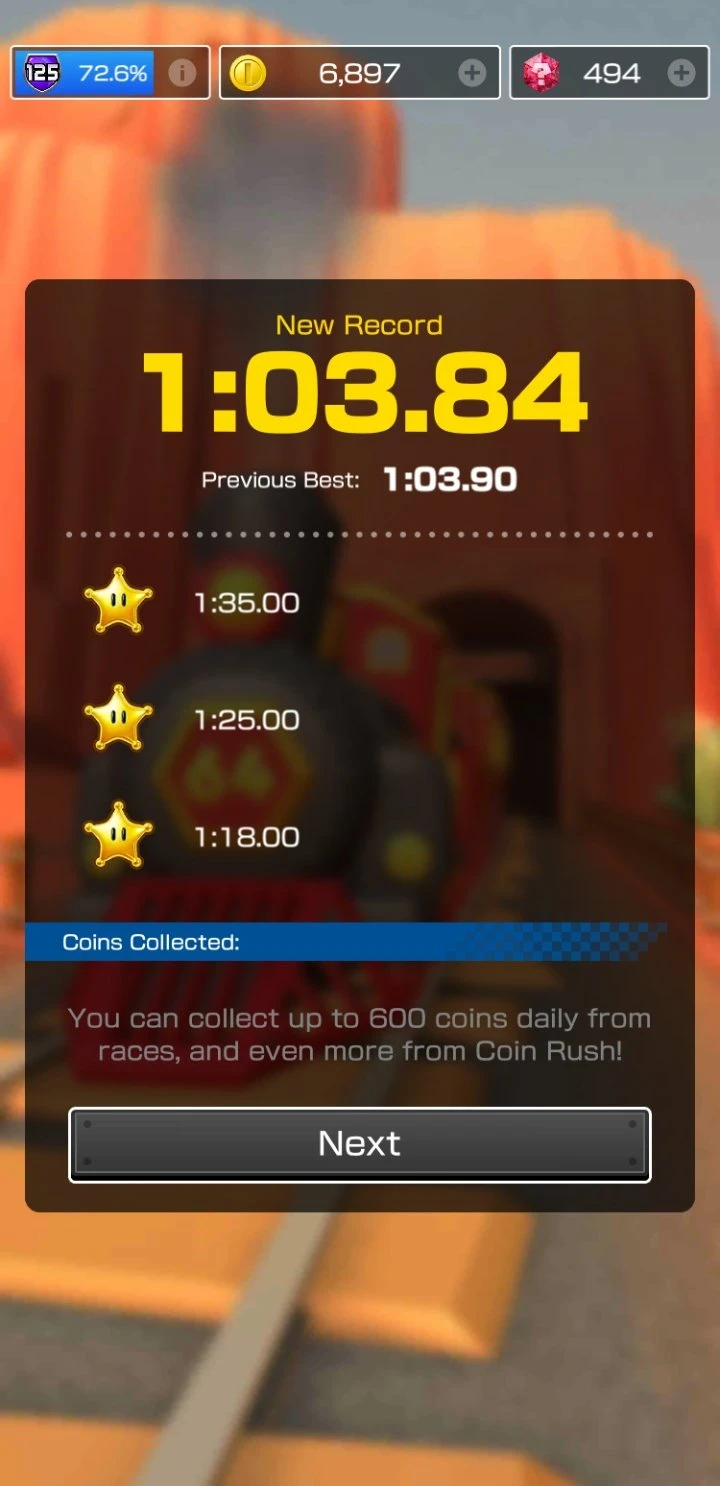 125 72.6% i 6,897 + ? 494 +
New Record
1:03.84
Previous Best: 1:03.90
1:35.00
1:25.00
64
1:18.00
Coins Collected:
You can collect up to 600 coins daily from
races, and even more from Coin Rush!
Next